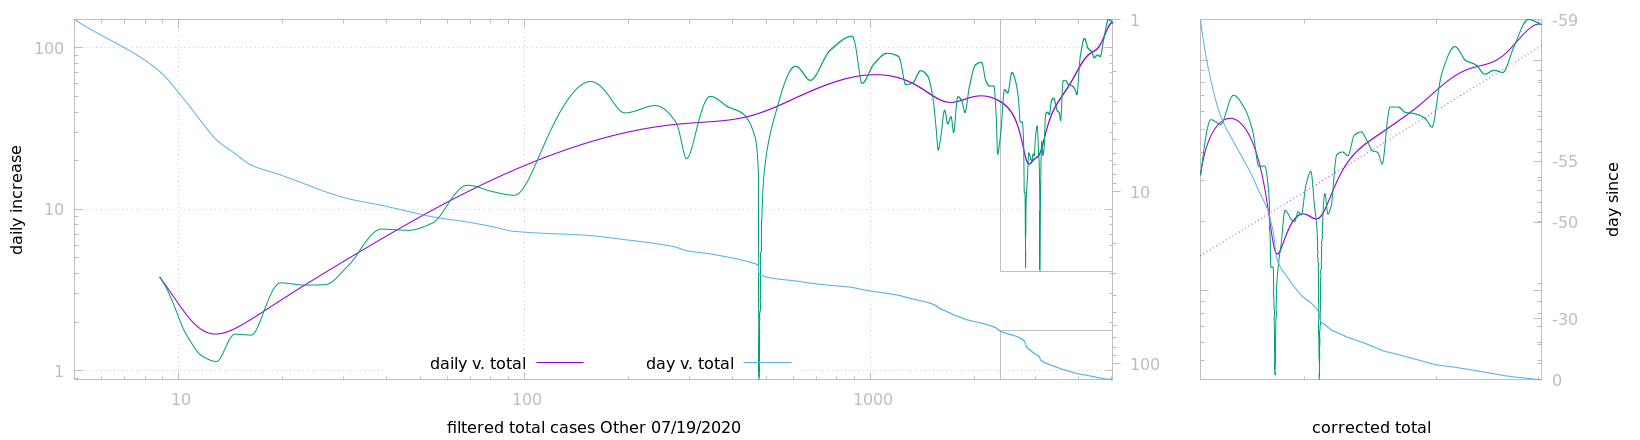 100
10
1
daily increase
10
100
1000
filtered total cases Other 07/19/2020
daily v. total
day v. total
1
10
100
-59
-55
-50
-30
0
day since
corrected total